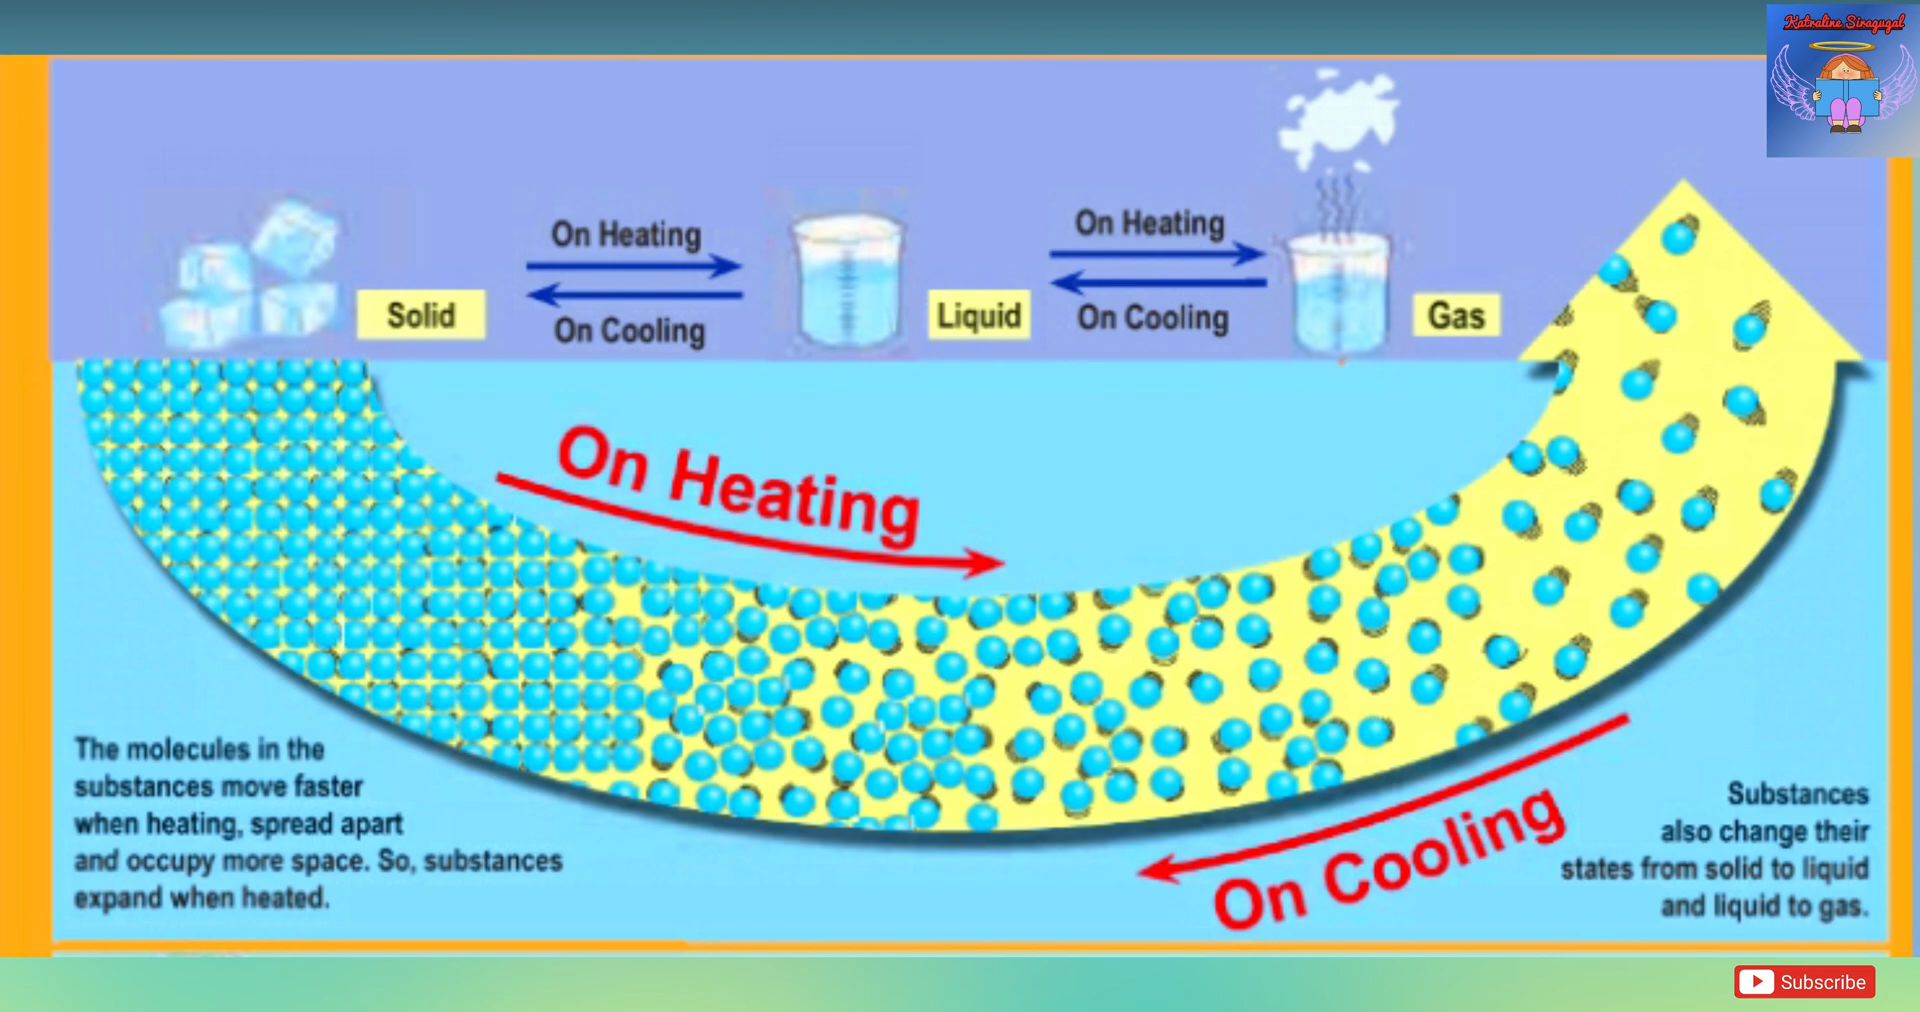 Katraline Siragugal
On Heating
On Cooling
Solid
Liquid
On Heating
On Cooling
Gas
On Heating
On Cooling
The molecules in the
substances move faster
when heating, spread apart
and occupy more space. So, substances
expand when heated.
Substances
also change their
states from solid to liquid
and liquid to gas.
Subscribe